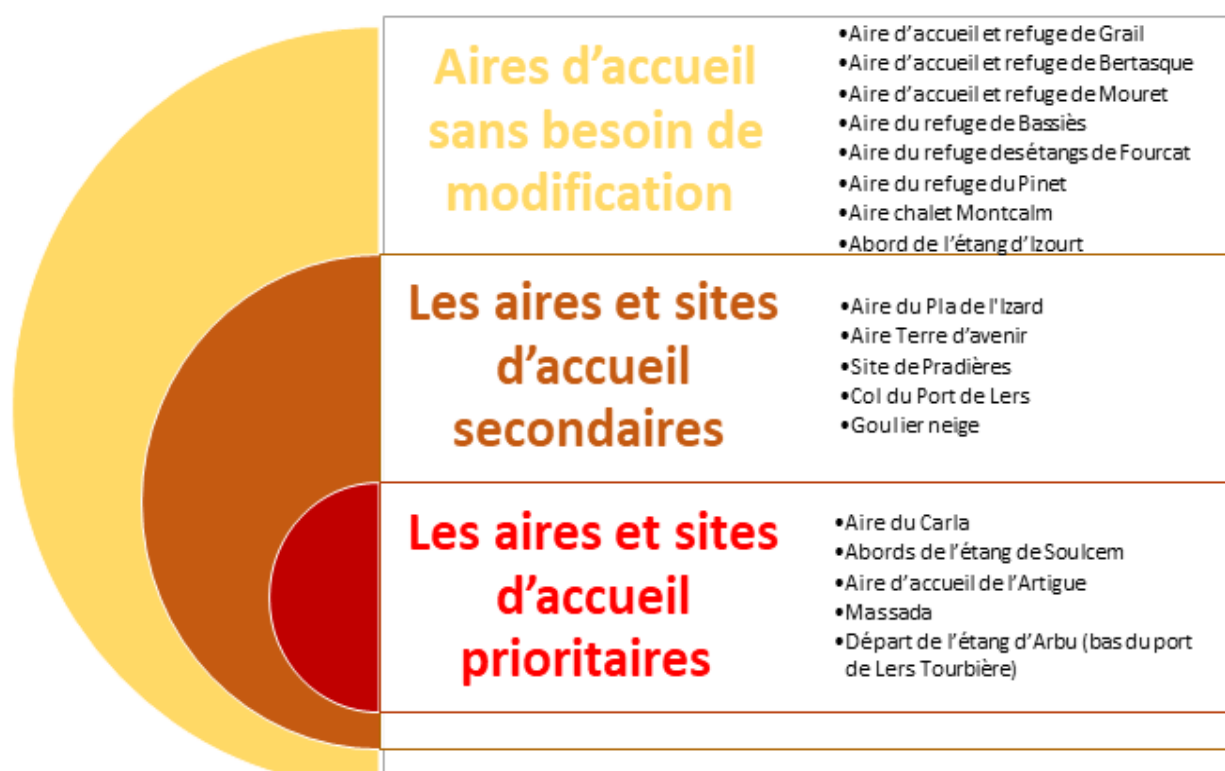 Aires d’accueil
sans besoin de
modification
•Aire d’accueil et refuge de Grail
•Aire d’accueil et refuge de Bertasque
•Aire d’accueil et refuge de Mouret
•Aire du refuge de Bassiès
•Aire du refuge desétangs de Fourcat
•Aire du refuge du Pinet
•Aire chalet Montcalm
•Abord de l’étang d’Izourt
Les aires et sites
d’accueil
secondaires
•Aire du Pla de l'Izard
•Aire Terre d’avenir
•Site de Pradières
•Col du Port de Lers
•Goulier neige
Les aires et sites
d’accueil
prioritaires
•Aire du Carla
•Abords de l’étang de Soulcem
•Aire d’accueil de l’Artigue
•Massada
•Départ de l’étang d’Arbu (bas du port
de Lers Tourbière)